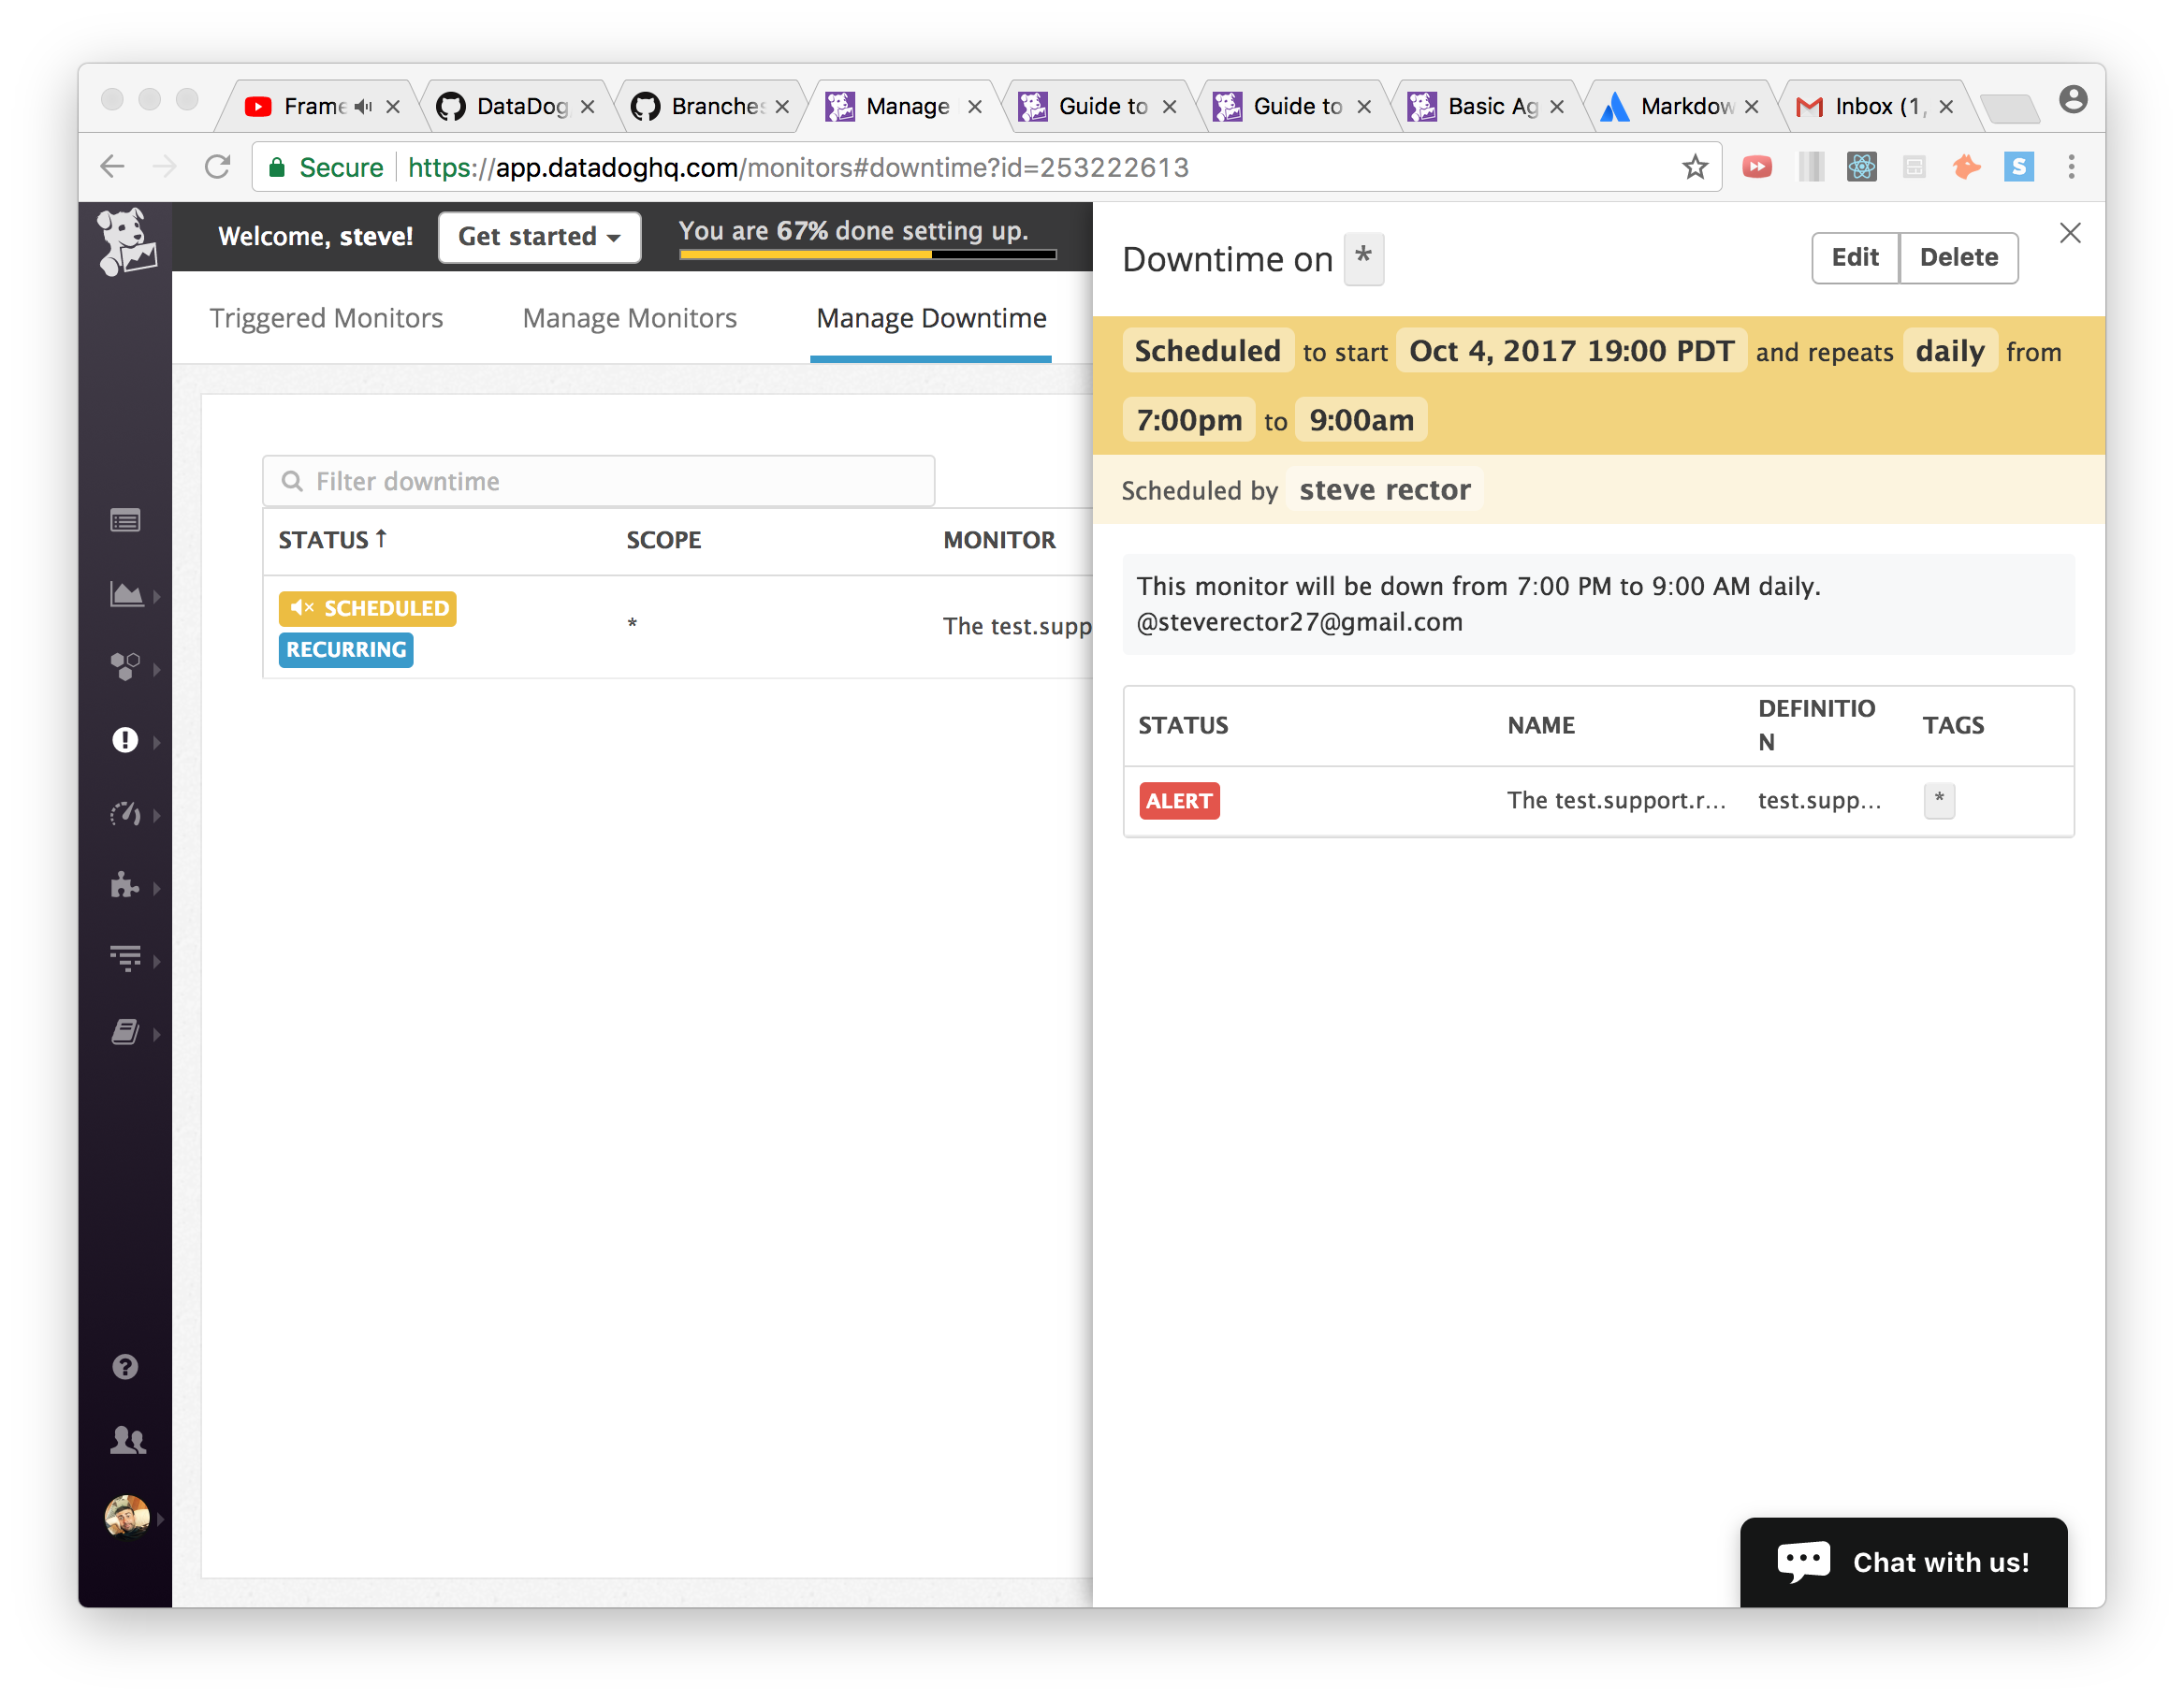 Frame
DataDog
Branches
Manage
Guide to
Guide to
Basic Ag
Markdow
Inbox (1,
Secure
https://app.datadoghq.com/monitors#downtime?id=253222613
S
Welcome, steve!
Get started
You are 67% done setting up.
Triggered Monitors
Manage Monitors
Manage Downtime
Filter downtime
STATUS↑
SCOPE
MONITOR
SCHEDULED
RECURRING
*
The test.supp
Downtime on *
Edit
Delete
Scheduled to start Oct 4, 2017 19:00 PDT and repeats daily from
7:00pm to 9:00am
Scheduled by steve rector
This monitor will be down from 7:00 PM to 9:00 AM daily.
@steverector27@gmail.com
STATUS
NAME
DEFINITIO
N
TAGS
ALERT
The test.support.r...
test.supp...
*
Chat with us!